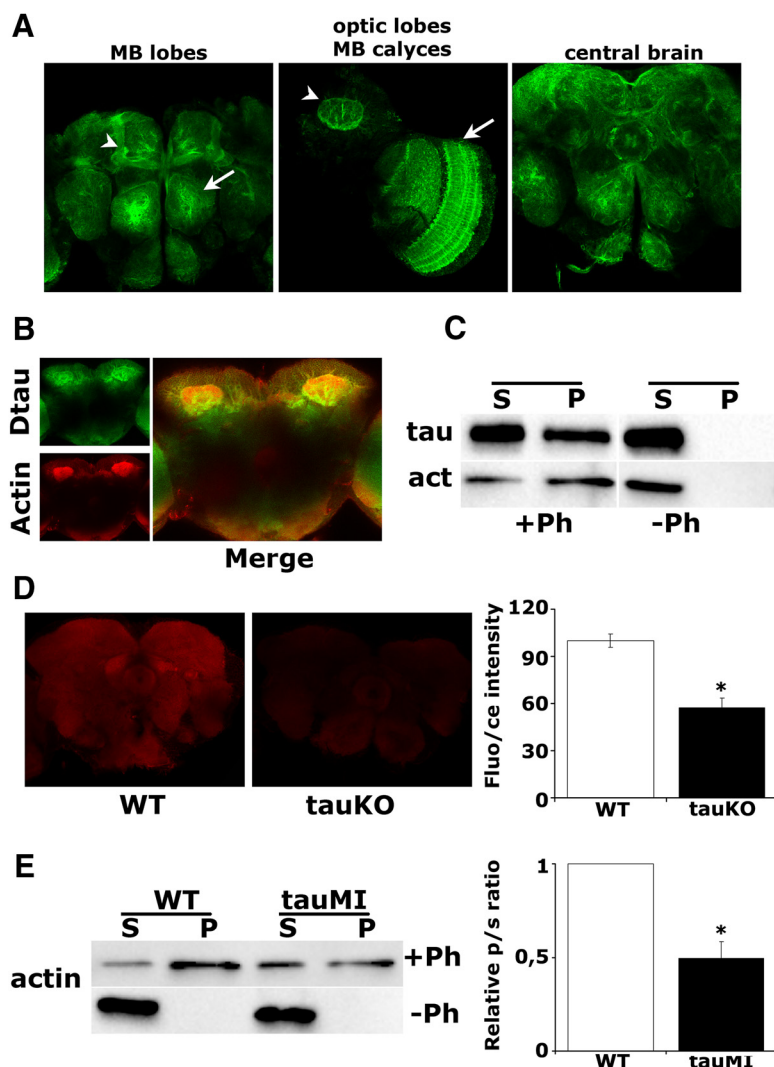 A
MB lobes
optic lobes
MB calyces
central brain
B
Dtau
Actin
Merge
C
S P S P
tau
act
+Ph -Ph
D
WT
tauKO
Fluo/ce intensity
120
90
60
30
0
*
WT
tauKO
E
WT tauMI
S P S P
actin
+Ph
-Ph
Relative p/s ratio
1
0,5
0
*
WT
tauMI